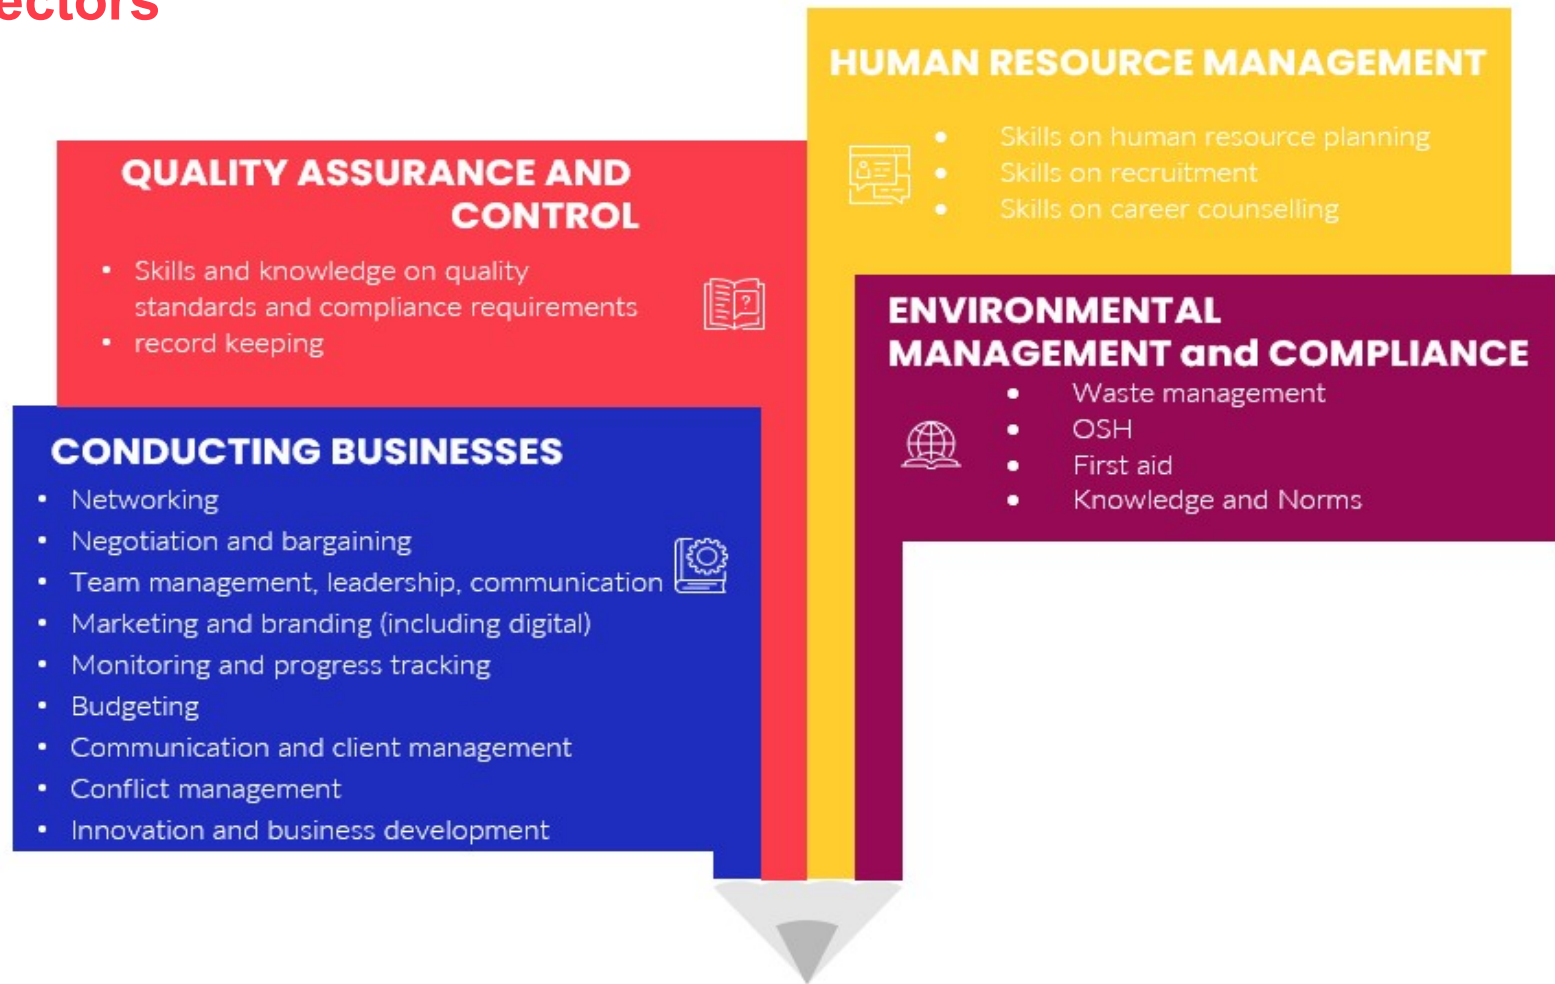 ectors
HUMAN RESOURCE MANAGEMENT
• Skills on human resource planning
• Skills on recruitment
• Skills on career counselling
QUALITY ASSURANCE AND
CONTROL
• Skills and knowledge on quality
standards and compliance requirements
• record keeping
ENVIRONMENTAL
MANAGEMENT and COMPLIANCE
• Waste management
• OSH
• First aid
• Knowledge and Norms
CONDUCTING BUSINESSES
• Networking
• Negotiation and bargaining
• Team management, leadership, communication
• Marketing and branding (including digital)
• Monitoring and progress tracking
• Budgeting
• Communication and client management
• Conflict management
• Innovation and business development